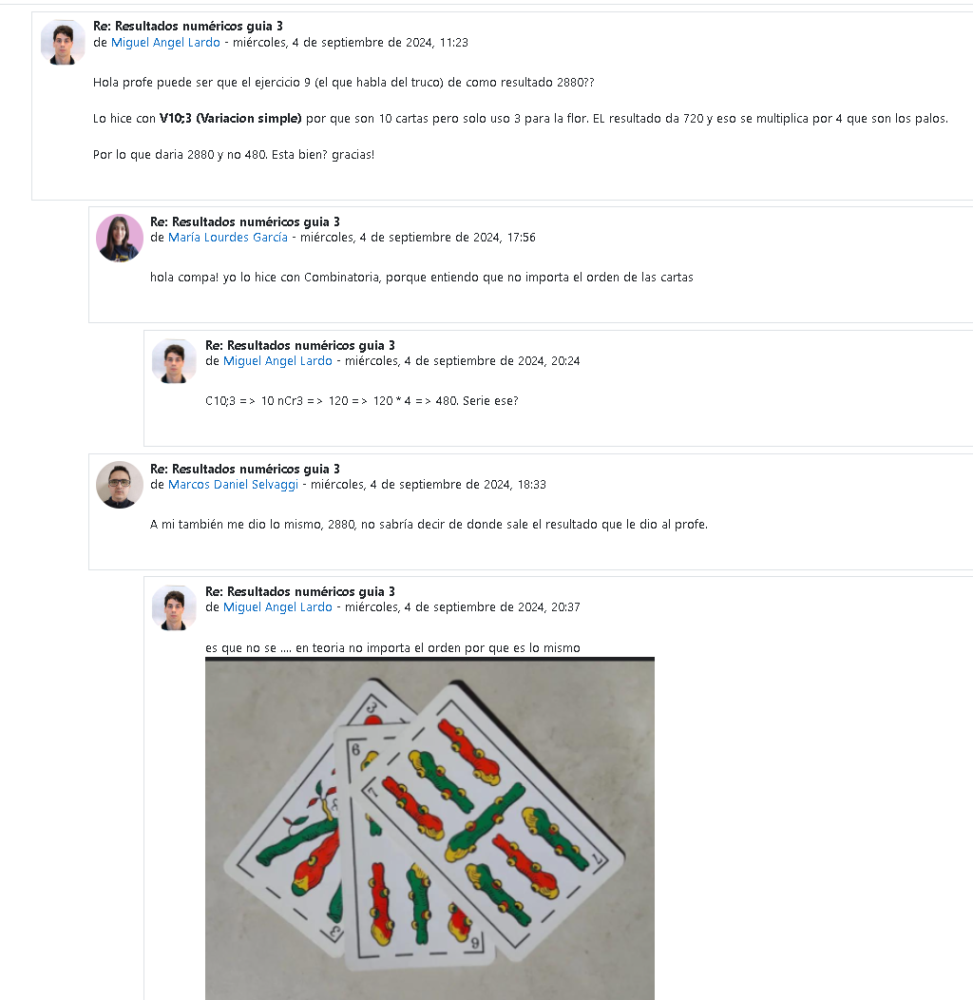 Re: Resultados numéricos guia 3
de Miguel Angel Lardo - miércoles, 4 de septiembre de 2024, 11:23
Hola profe puede ser que el ejercicio 9 (el que habla del truco) de como resultado 2880??
Lo hice con V10;3 (Variacion simple) por que son 10 cartas pero solo uso 3 para la flor. EL resultado da 720 y eso se multiplica por 4 que son los palos.
Por lo que daria 2880 y no 480. Esta bien? gracias!
Re: Resultados numéricos guia 3
de María Lourdes García - miércoles, 4 de septiembre de 2024, 17:56
hola compa! yo lo hice con Combinatoria, porque entiendo que no importa el orden de las cartas
Re: Resultados numéricos guia 3
de Miguel Angel Lardo - miércoles, 4 de septiembre de 2024, 20:24
C10;3 => 10 nCr3 => 120 => 120 * 4 => 480. Serie ese?
Re: Resultados numéricos guia 3
de Marcos Daniel Selvaggi - miércoles, 4 de septiembre de 2024, 18:33
A mi también me dio lo mismo, 2880, no sabría decir de donde sale el resultado que le dio al profe.
Re: Resultados numéricos guia 3
de Miguel Angel Lardo - miércoles, 4 de septiembre de 2024, 20:37
es que no se .... en teoria no importa el orden por que es lo mismo
3
6
7
3
7
3
6